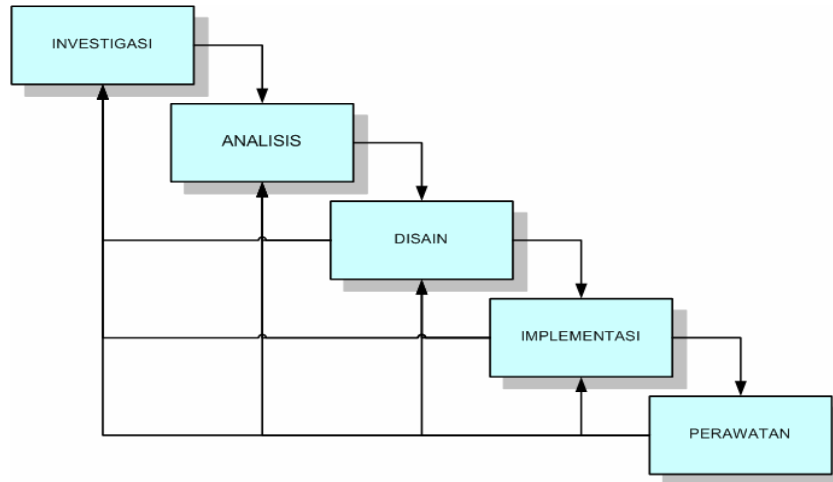 INVESTIGASI
ANALISIS
DISAIN
IMPLEMENTASI
PERAWATAN